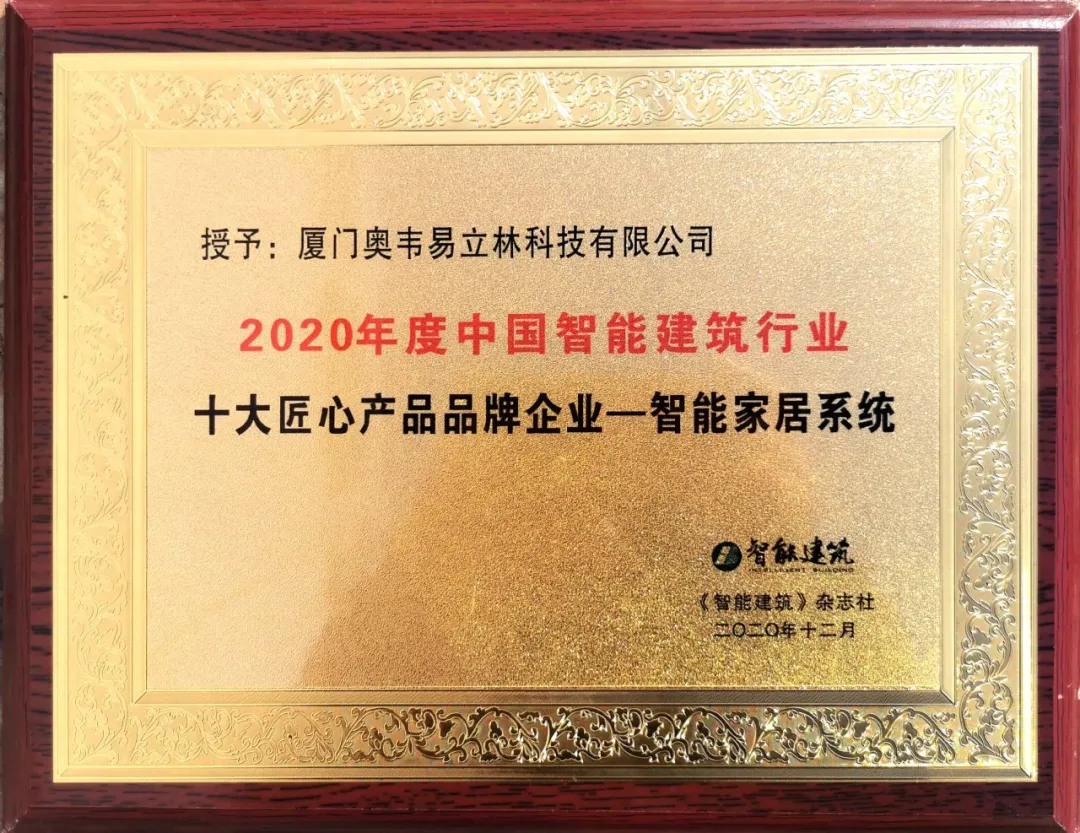 授予：厦门奥韦易立林科技有限公司
2020年度中国智能建筑行业
十大匠心产品品牌企业—智能家居系统
智能建筑
INTELLIGENT BUILDING
《智能建筑》杂志社
二〇二〇年十二月